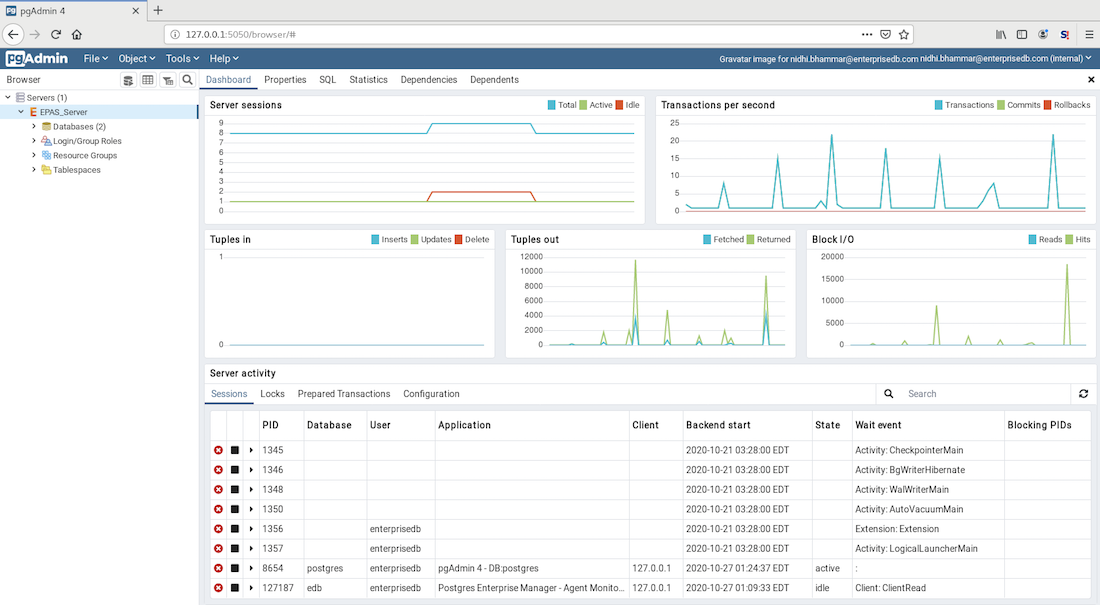 pgAdmin 4
127.0.0.1:5050/browser/#
pgAdmin File Object Tools Help Gravatar image for nidhi.bhammar@enterprisedb.com nidhi.bhammar@enterprisedb.com (internal)
Browser
Dashboard Properties SQL Statistics Dependencies Dependents
Servers (1)
EPAS_Server
Databases (2)
Login/Group Roles
Resource Groups
Tablespaces
Server sessions Total Active Idle
9
8
7
6
5
4
3
2
1
0
Transactions per second Transactions Commits Rollbacks
25
20
15
10
5
0
Tuples in Inserts Updates Delete
1
0
Tuples out Fetched Returned
12000
10000
8000
6000
4000
2000
0
Block I/O Reads Hits
20000
15000
10000
5000
0
Server activity
Sessions Locks Prepared Transactions Configuration Search
PID Database User Application Client Backend start State Wait event Blocking PIDs
1345 2020-10-21 03:28:00 EDT Activity: CheckpointerMain
1346 2020-10-21 03:28:00 EDT Activity: BgWriterHibernate
1348 2020-10-21 03:28:00 EDT Activity: WalWriterMain
1350 2020-10-21 03:28:00 EDT Activity: AutoVacuumMain
1356 enterprisedb 2020-10-21 03:28:00 EDT Extension: Extension
1357 enterprisedb 2020-10-21 03:28:00 EDT Activity: LogicalLauncherMain
8654 postgres enterprisedb pgAdmin 4 - DB:postgres 127.0.0.1 2020-10-27 01:24:37 EDT active :
127187 edb enterprisedb Postgres Enterprise Manager - Agent Monito... 127.0.0.1 2020-10-27 01:09:33 EDT idle Client: ClientRead